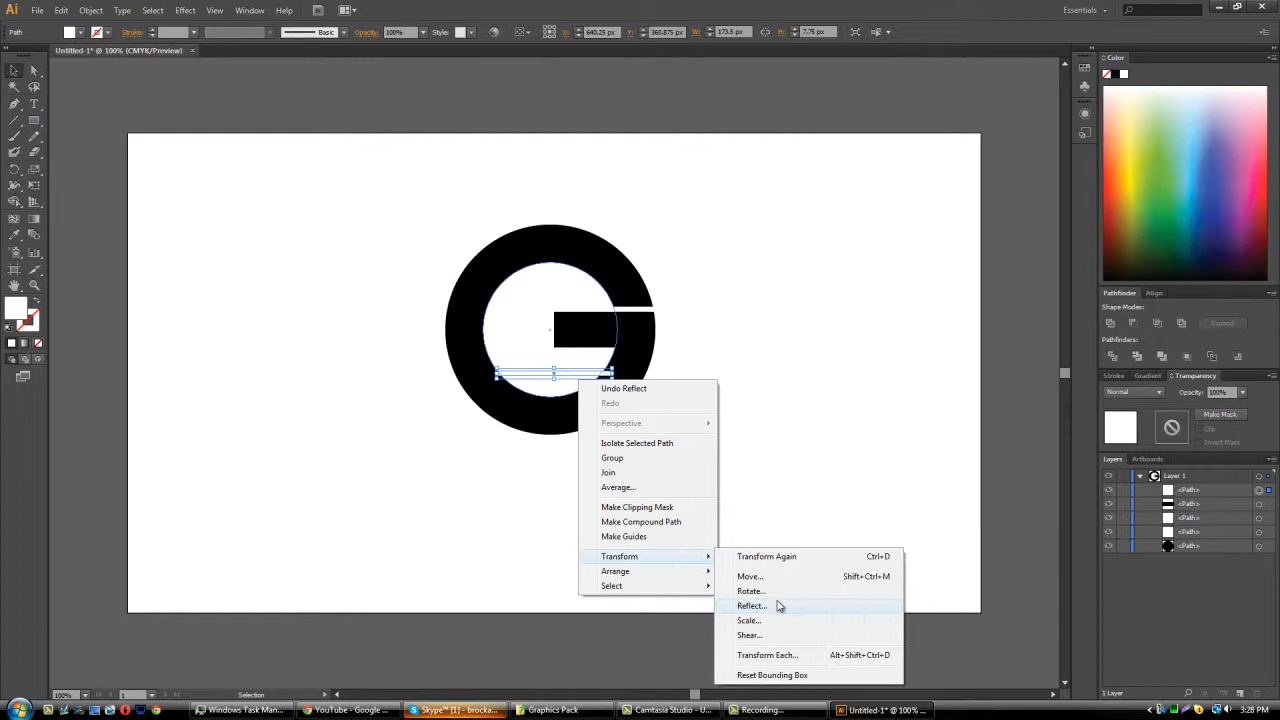 Ai File Edit Object Type Select Effect View Window Help Br Essentials
Path Stroke: Basic Opacity: 100% Style: X: 640.25 px Y: 360.875 px W: 173.5 px H: 7.75 px
Untitled-1* @ 100% (CMYK/Preview) ×
Color
Pathfinder Align
Shape Modes:
Expand
Pathfinders:
Stroke Gradient Transparency
Normal Opacity: 100%
Make Mask
Clip
Invert Mask
Layers Artboards
Layer 1
<Path>
<Path>
<Path>
<Path>
<Path>
1 Layer
Undo Reflect
Redo
Perspective
Isolate Selected Path
Group
Join
Average...
Make Clipping Mask
Make Compound Path
Make Guides
Transform
Arrange
Select
Transform Again Ctrl+D
Move... Shift+Ctrl+M
Rotate...
Reflect...
Scale...
Shear...
Transform Each... Alt+Shift+Ctrl+D
Reset Bounding Box
100% 1 Selection
Windows Task Man... YouTube - Google ... Skype™ [1] - brocka... Graphics Pack Camtasia Studio - U... Recording... Untitled-1* @ 100% ... 3:28 PM